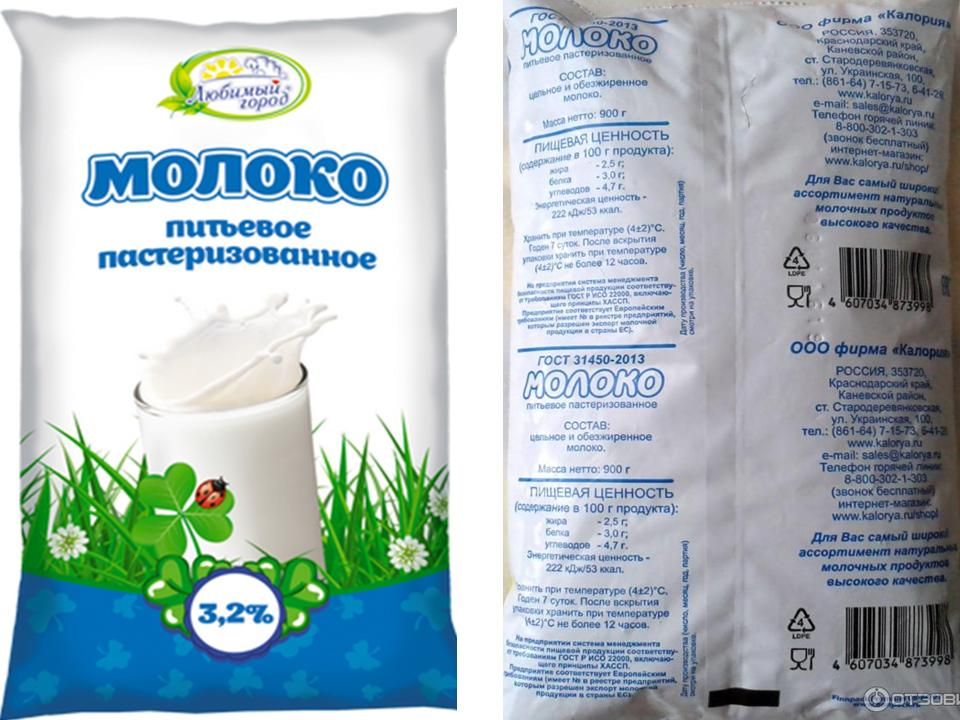 Любимый
город
МОЛОКО
питьевое
пастеризованное
3,2%
ГОСТ 31450-2013
МОЛОКО
питьевое пастеризованное
СОСТАВ:
цельное и обезжиренное
молоко.
Масса нетто: 900 г
ПИЩЕВАЯ ЦЕННОСТЬ
(содержание в 100 г продукта):
жира - 2,5 г;
белка - 3,0 г;
углеводов - 4,7 г.
Энергетическая ценность -
222 кДж/53 ккал.
Хранить при температуре (4±2)°С.
Годен 7 суток. После вскрытия
упаковки хранить при температуре
(4±2)°С не более 12 часов.
На предприятии система менеджмента
безопасности пищевой продукции соответству-
ет требованиям ГОСТ Р ИСО 22000, включаю-
щего принципы ХАССП.
Предприятие соответствует Европейским
требованиям (имеет № в реестре предприятий,
которым разрешен экспорт молочной
продукции в страны ЕС).
Дату производства (число, месяц, год, партия)
смотри на упаковке.
ООО фирма «Калория»
РОССИЯ, 353720,
Краснодарский край,
Каневской район,
ст. Стародеревянковская,
ул. Украинская, 100,
тел.: (861-64) 7-15-73, 6-41-28
www.kalorya.ru
e-mail: sales@kalorya.ru
Телефон горячей линии:
8-800-302-1-303
(звонок бесплатный)
интернет-магазин:
www.kalorya.ru/shop/
Для Вас самый широкий
ассортимент натуральных
молочных продуктов
высокого качества.
4
LDPE
4 607034 873998
ГОСТ 31450-2013
МОЛОКО
питьевое пастеризованное
СОСТАВ:
цельное и обезжиренное
молоко.
Масса нетто: 900 г
ПИЩЕВАЯ ЦЕННОСТЬ
(содержание в 100 г продукта):
жира - 2,5 г;
белка - 3,0 г;
углеводов - 4,7 г.
Энергетическая ценность -
222 кДж/53 ккал.
хранить при температуре (4±2)°С.
Годен 7 суток. После вскрытия
упаковки хранить при температуре
(4±2)°С не более 12 часов.
На предприятии система менеджмента
безопасности пищевой продукции соответству-
ет требованиям ГОСТ Р ИСО 22000, включаю-
щего принципы ХАССП.
Предприятие соответствует Европейским
требованиям (имеет № в реестре предприятий,
которым разрешен экспорт молочной
продукции в страны ЕС).
Дату производства (число, месяц, год, партия)
смотри на упаковке.
ООО фирма «Калория»
РОССИЯ, 353720,
Краснодарский край,
Каневской район,
ст. Стародеревянковская,
ул. Украинская, 100,
тел.: (861-64) 7-15-73, 6-41-28
www.kalorya.ru
e-mail: sales@kalorya.ru
Телефон горячей линии:
8-800-302-1-303
(звонок бесплатный)
интернет-магазин:
www.kalorya.ru/shop/
Для Вас самый широкий
ассортимент натуральных
молочных продуктов
высокого качества.
4
LDPE
4 607034 873998